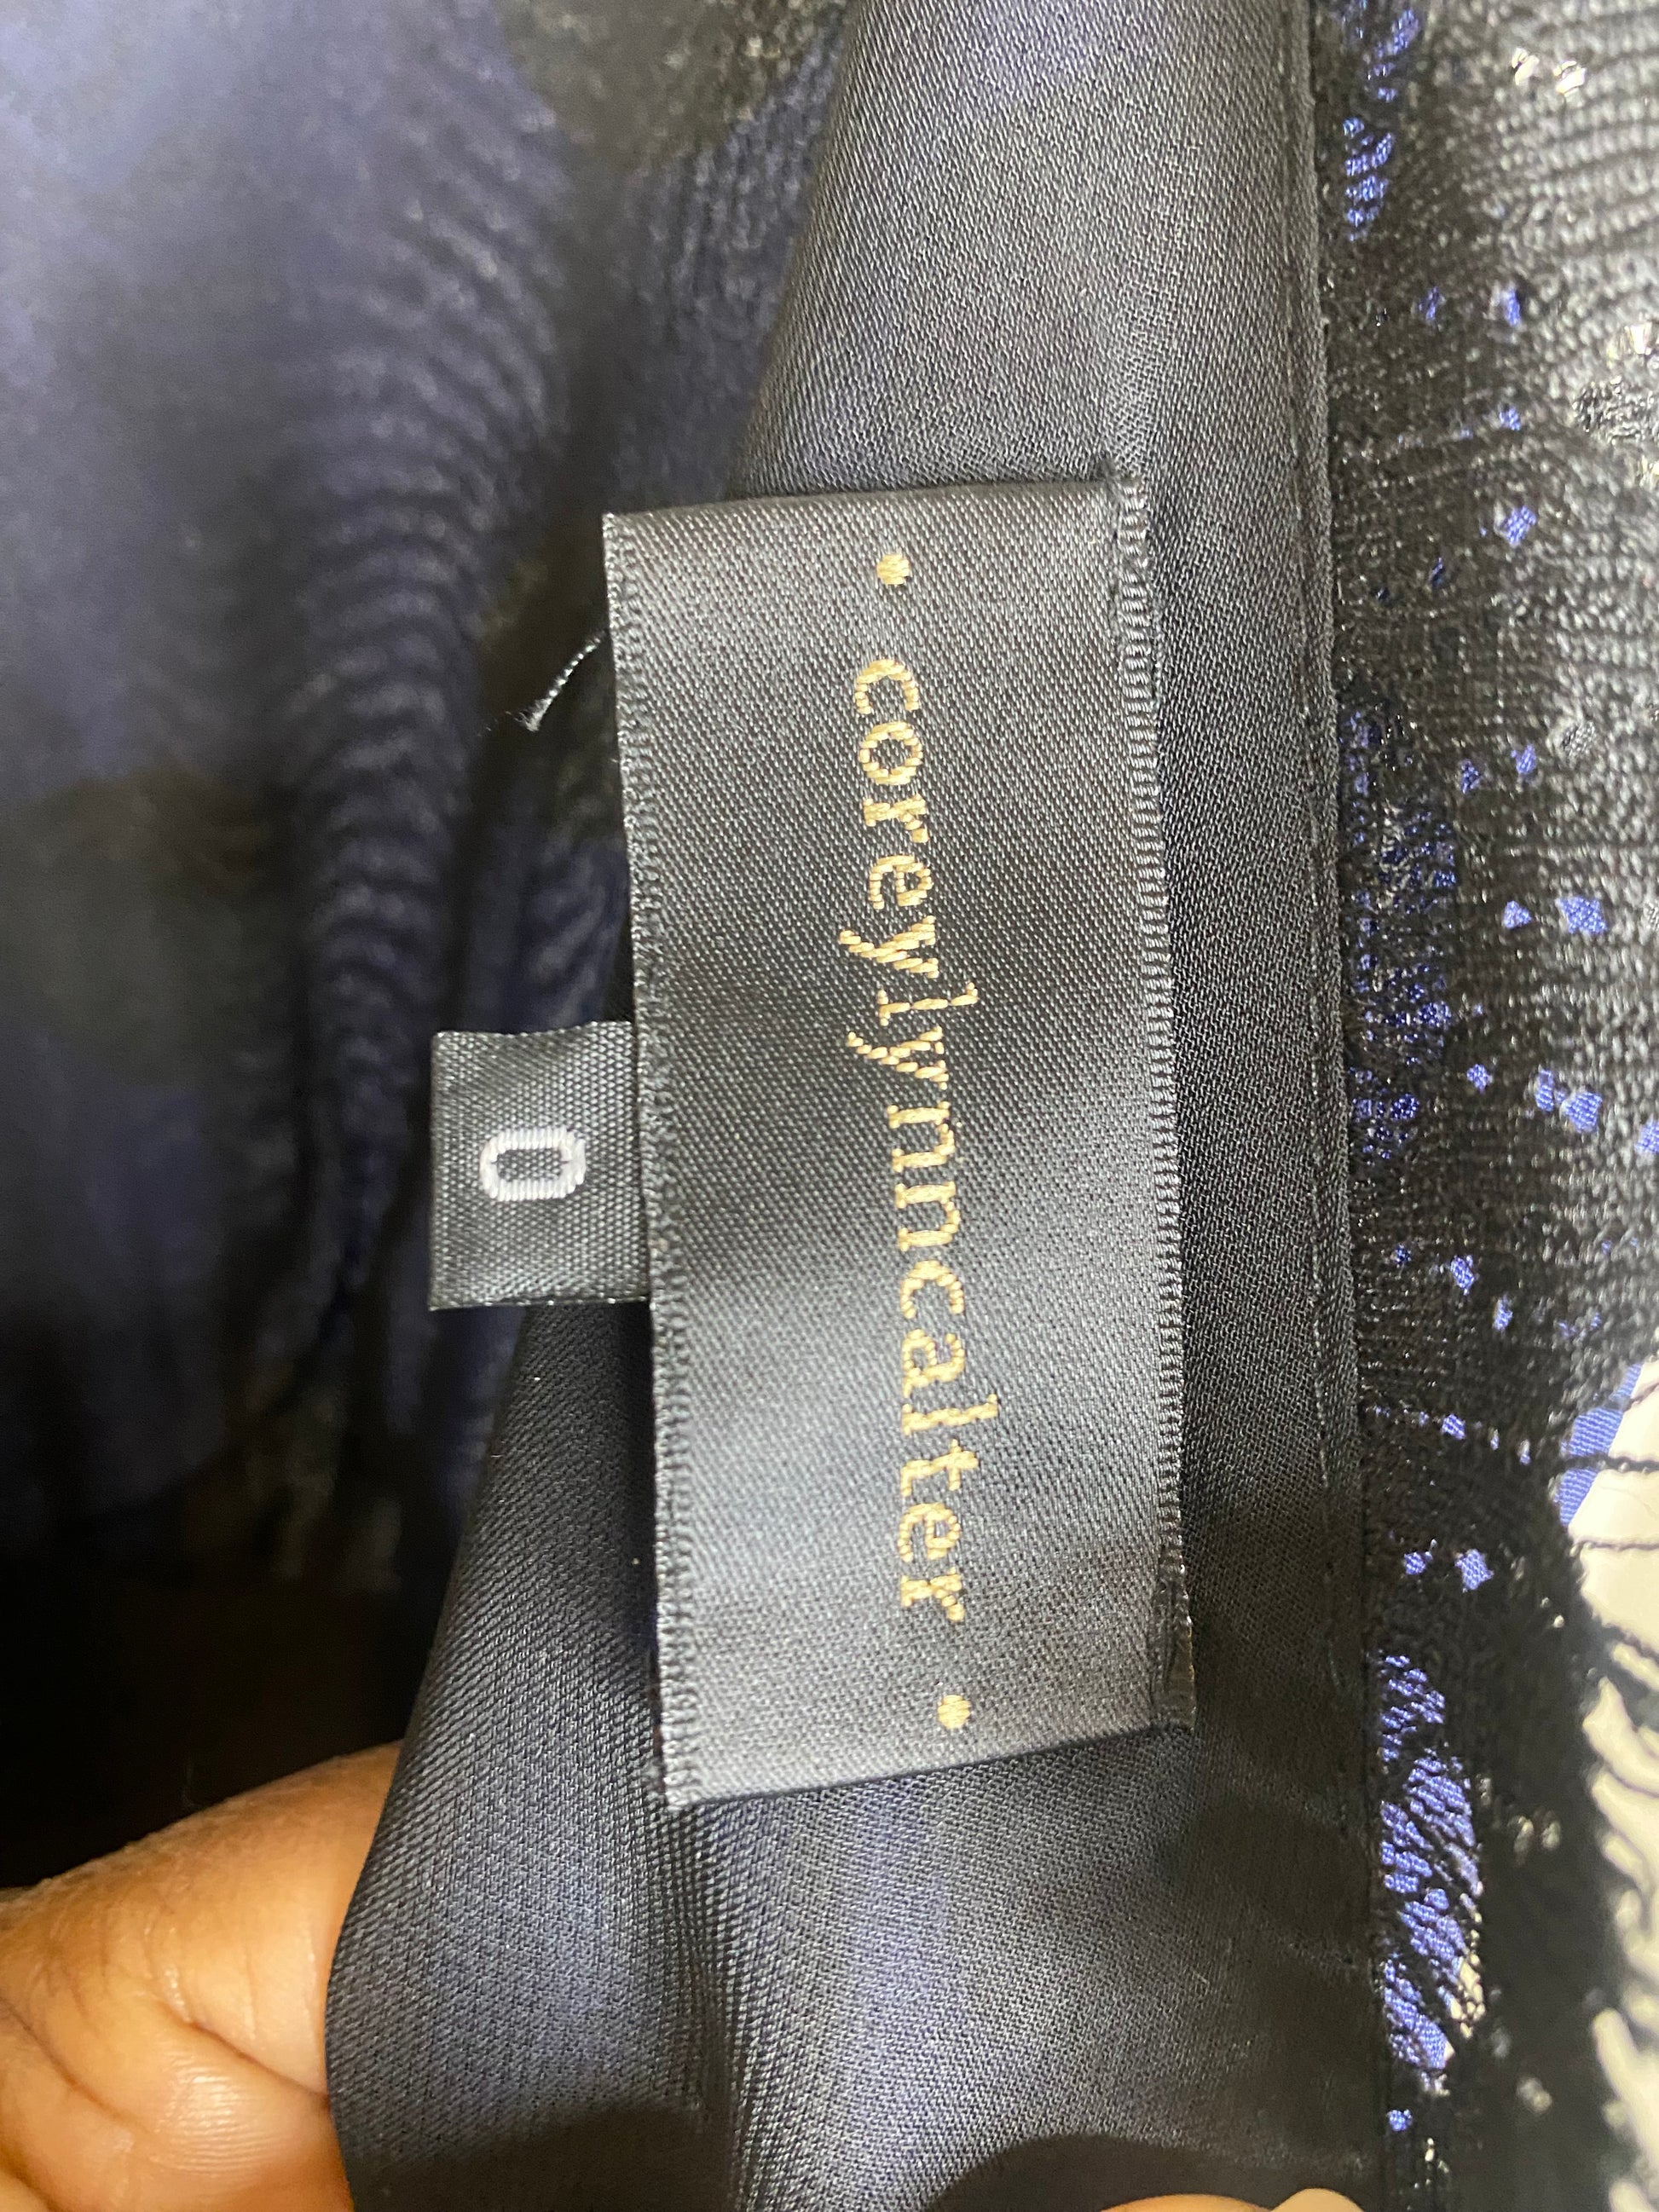 • coreylynncalter •
0